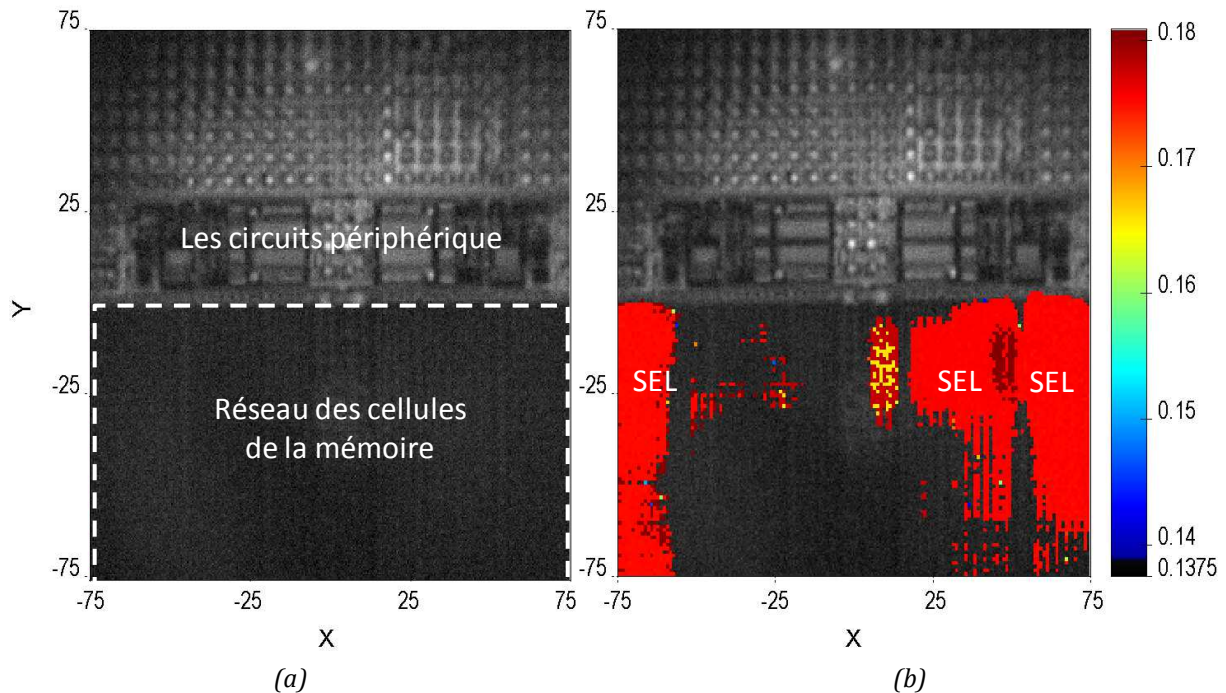 75
25
Y
-25
-75
Les circuits périphérique
Réseau des cellules
de la mémoire
-75
-25
25
75
X
(a)
75
25
-25
-75
SEL
SEL
SEL
-75
-25
25
75
X
(b)
0.18
0.17
0.16
0.15
0.14
0.1375